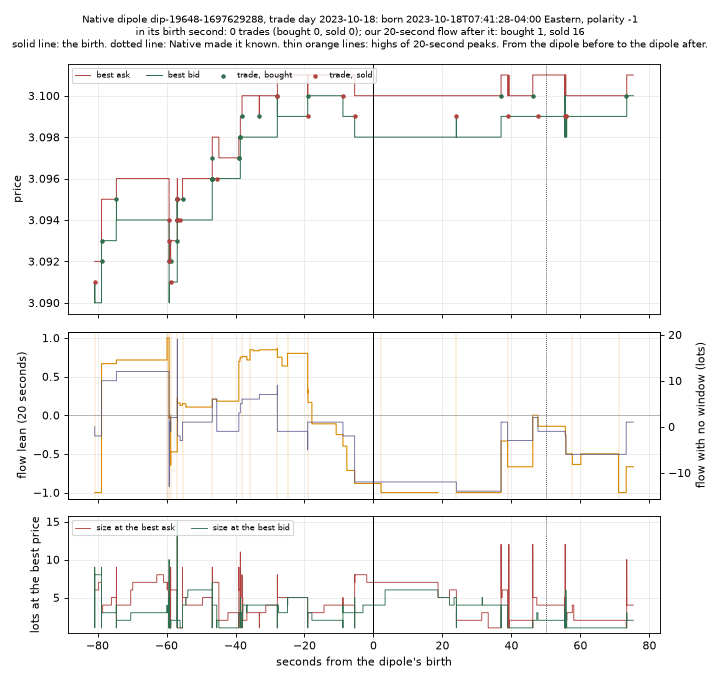 Native dipole dip-19648-1697629288, trade day 2023-10-18: born 2023-10-18T07:41:28-04:00 Eastern, polarity -1
in its birth second: 0 trades (bought 0, sold 0); our 20-second flow after it: bought 1, sold 16
solid line: the birth. dotted line: Native made it known. thin orange lines: highs of 20-second peaks. From the dipole before to the dipole after.
best ask
best bid
trade, bought
trade, sold
3.100
3.098
3.096
3.094
3.092
3.090
price
1.0
0.5
0.0
−0.5
−1.0
flow lean (20 seconds)
20
10
0
−10
flow with no window (lots)
size at the best ask
size at the best bid
15
10
5
lots at the best price
−80
−60
−40
−20
0
20
40
60
80
seconds from the dipole's birth